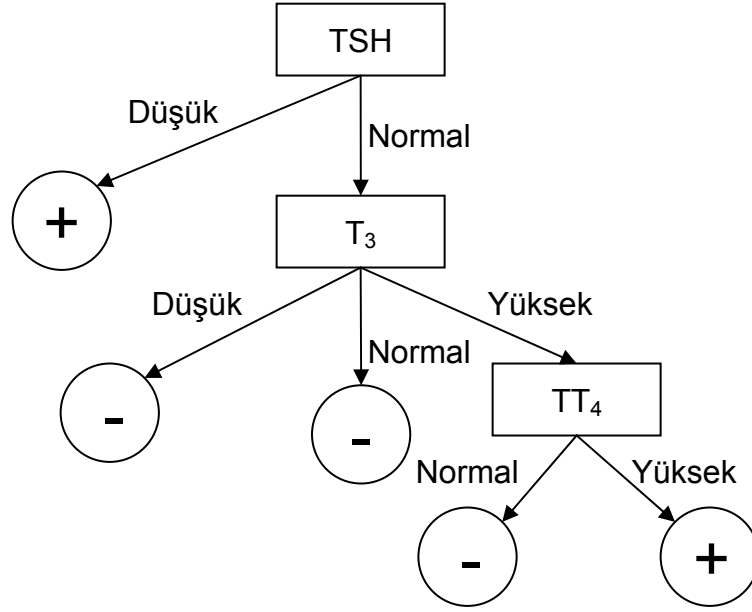 TSH
Düşük
Normal
+
T₃
Düşük
Normal
Yüksek
-
-
TT₄
Normal
Yüksek
-
+